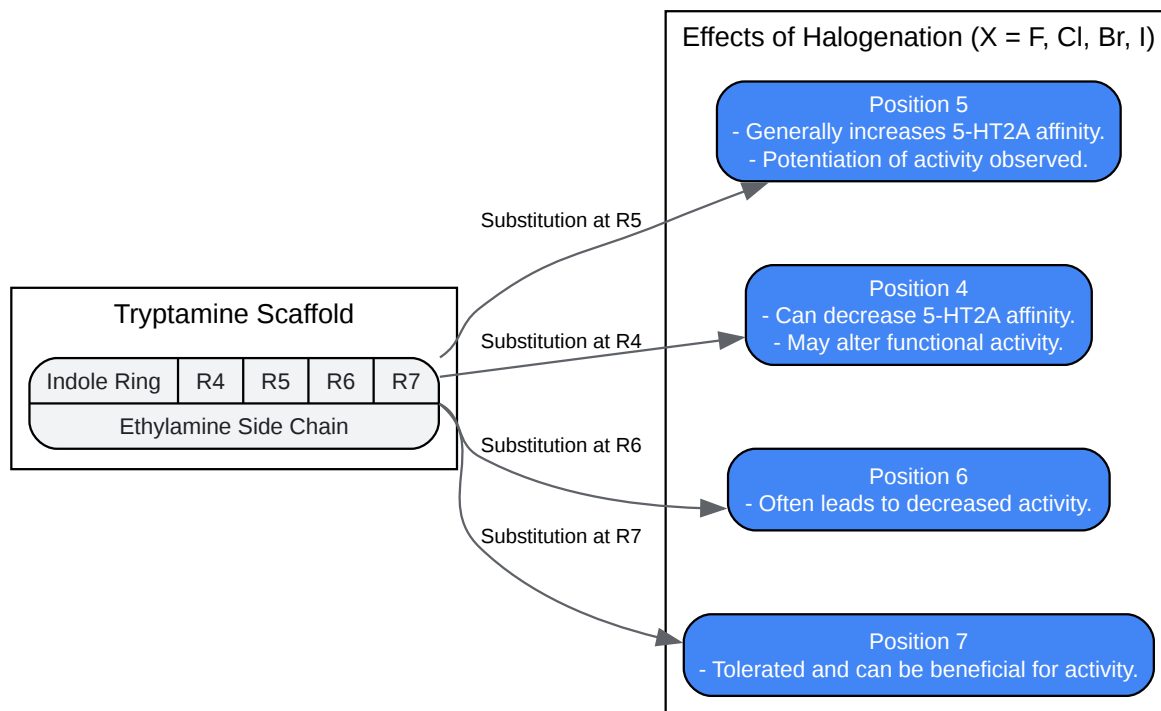 Effects of Halogenation (X = F, Cl, Br, I)
Position 5
- Generally increases 5-HT2A affinity.
- Potentiation of activity observed.
Substitution at R5
Position 4
- Can decrease 5-HT2A affinity.
- May alter functional activity.
Substitution at R4
Tryptamine Scaffold
Indole Ring R4 R5 R6 R7
Ethylamine Side Chain
Substitution at R6
Position 6
- Often leads to decreased activity.
Substitution at R7
Position 7
- Tolerated and can be beneficial for activity.